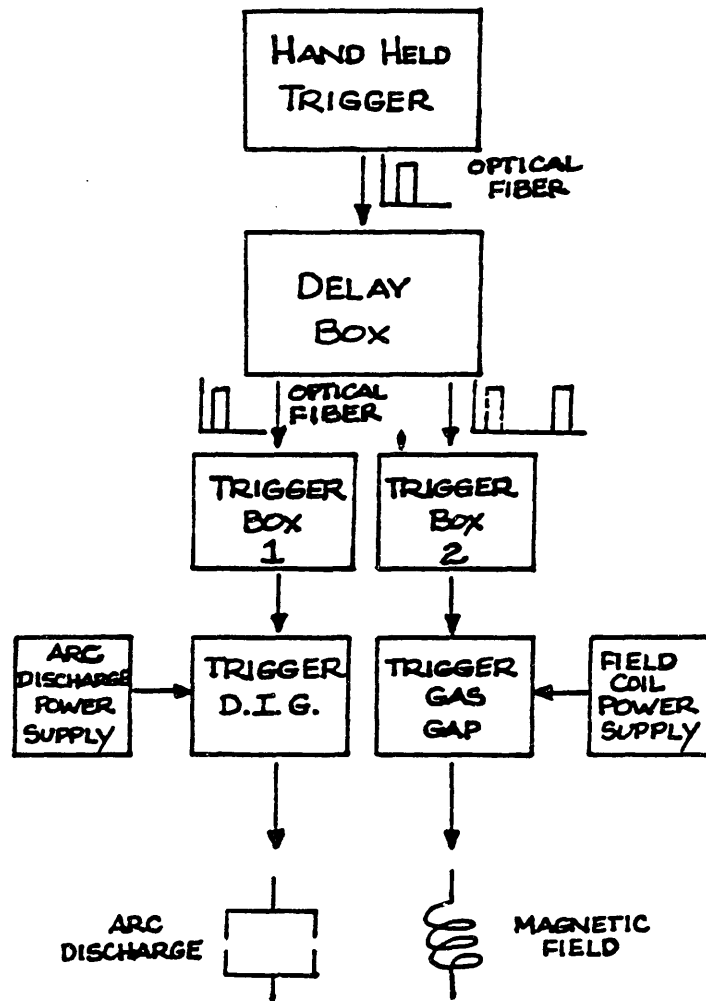 HAND HELD
TRIGGER
OPTICAL
FIBER
DELAY
BOX
OPTICAL
FIBER
TRIGGER
BOX
1
TRIGGER
BOX
2
ARC
DISCHARGE
POWER
SUPPLY
TRIGGER
D.I.G.
TRIGGER
GAS
GAP
FIELD
COIL
POWER
SUPPLY
ARC
DISCHARGE
MAGNETIC
FIELD